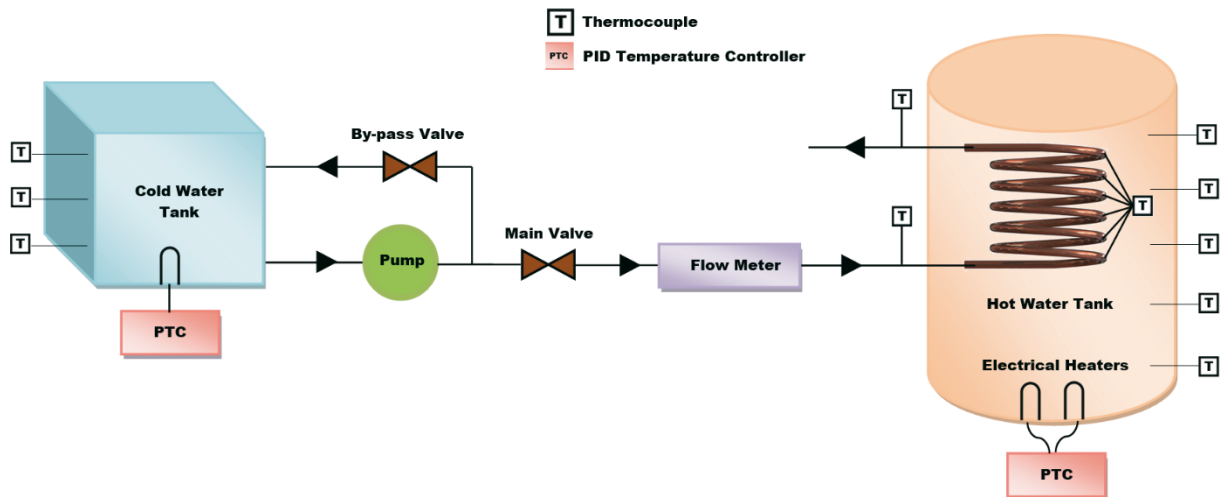 T Thermocouple
PTC PID Temperature Controller
T
T
T
Cold Water
Tank
PTC
By-pass Valve
Pump
Main Valve
Flow Meter
T
T
T
T
T
T
T
T
Hot Water Tank
Electrical Heaters
PTC